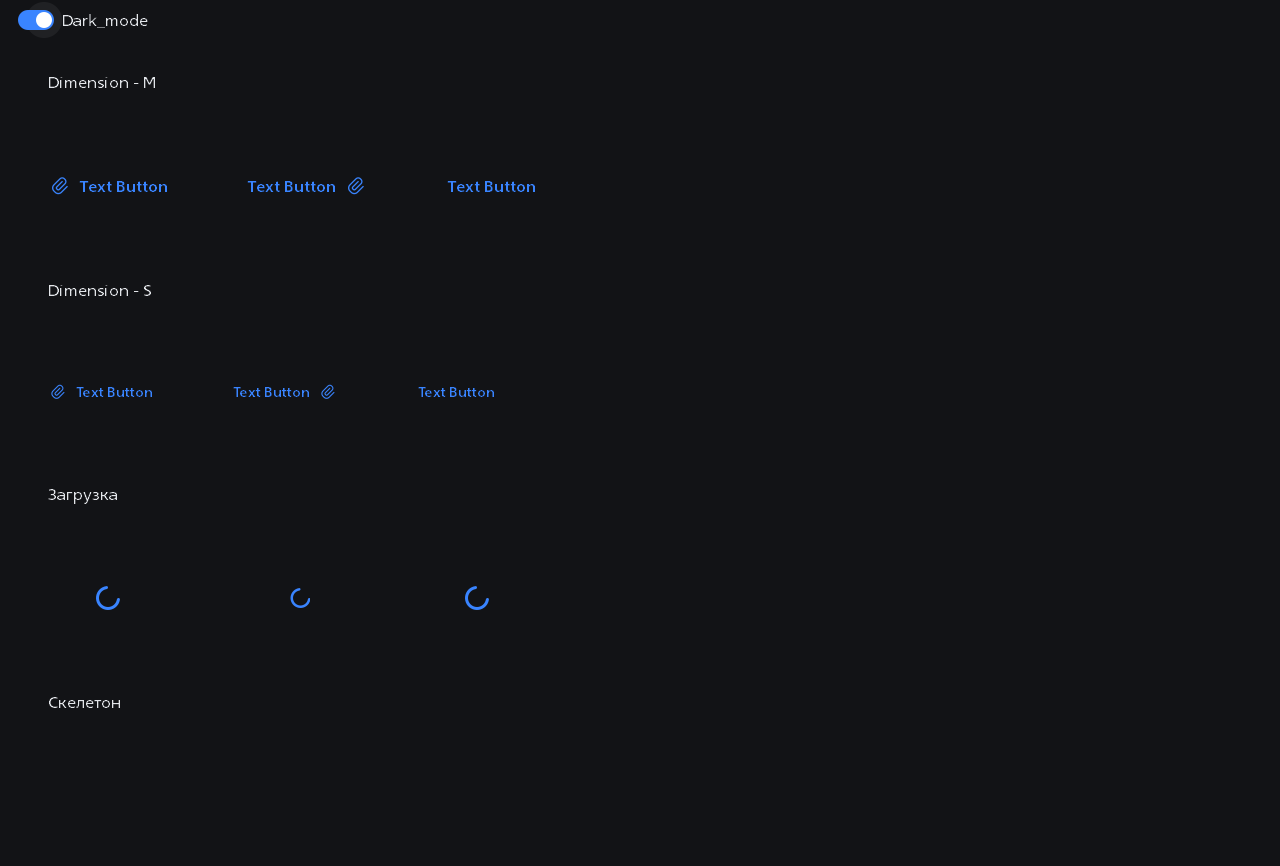 Dark_mode
Dimension - M
Text Button Text Button Text Button
Dimension - S
Text Button Text Button Text Button
Загрузка
Скелетон